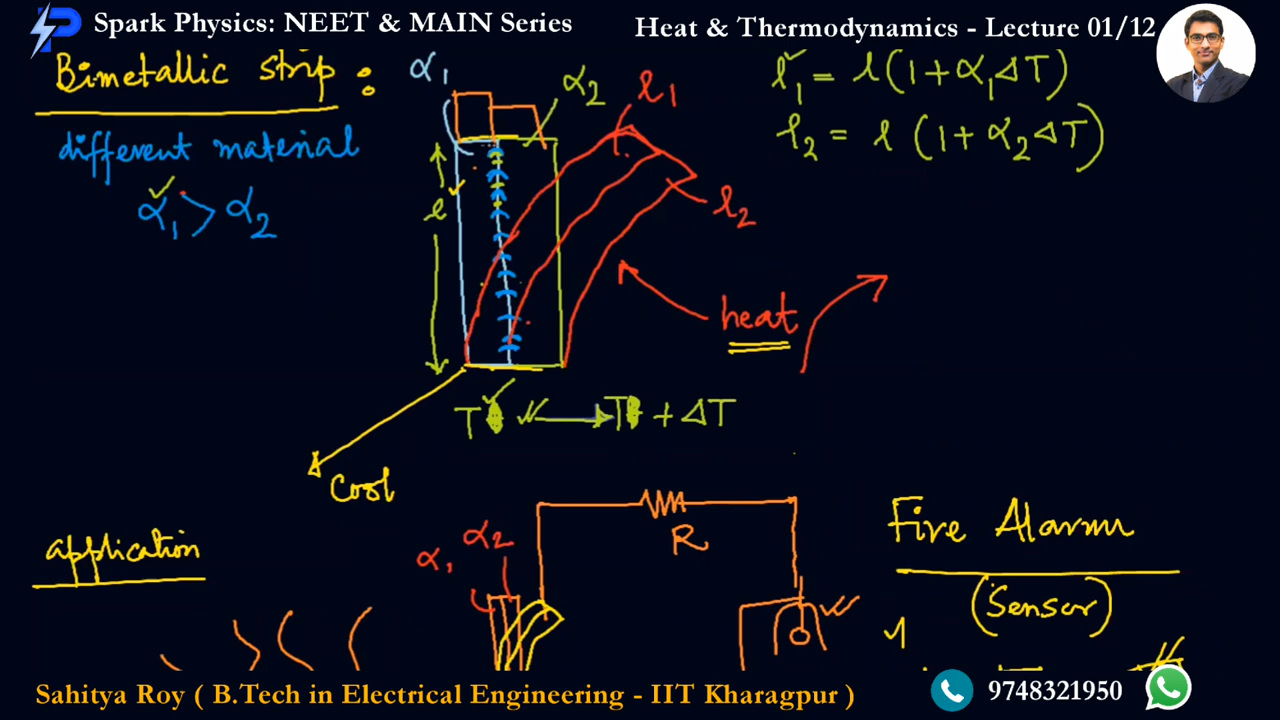 Spark Physics: NEET & MAIN Series
Heat & Thermodynamics - Lecture 01/12
Bimetallic strip :
different material
α₁ > α₂
α₁
α₂
l₁
l₂
l
l₁ = l(1+α₁ΔT)
l₂ = l (1+α₂ΔT)
heat
T → T + ΔT
Cool
application
α₁ α₂
R
Fire Alarm
(Sensor)
Sahitya Roy ( B.Tech in Electrical Engineering - IIT Kharagpur )
9748321950